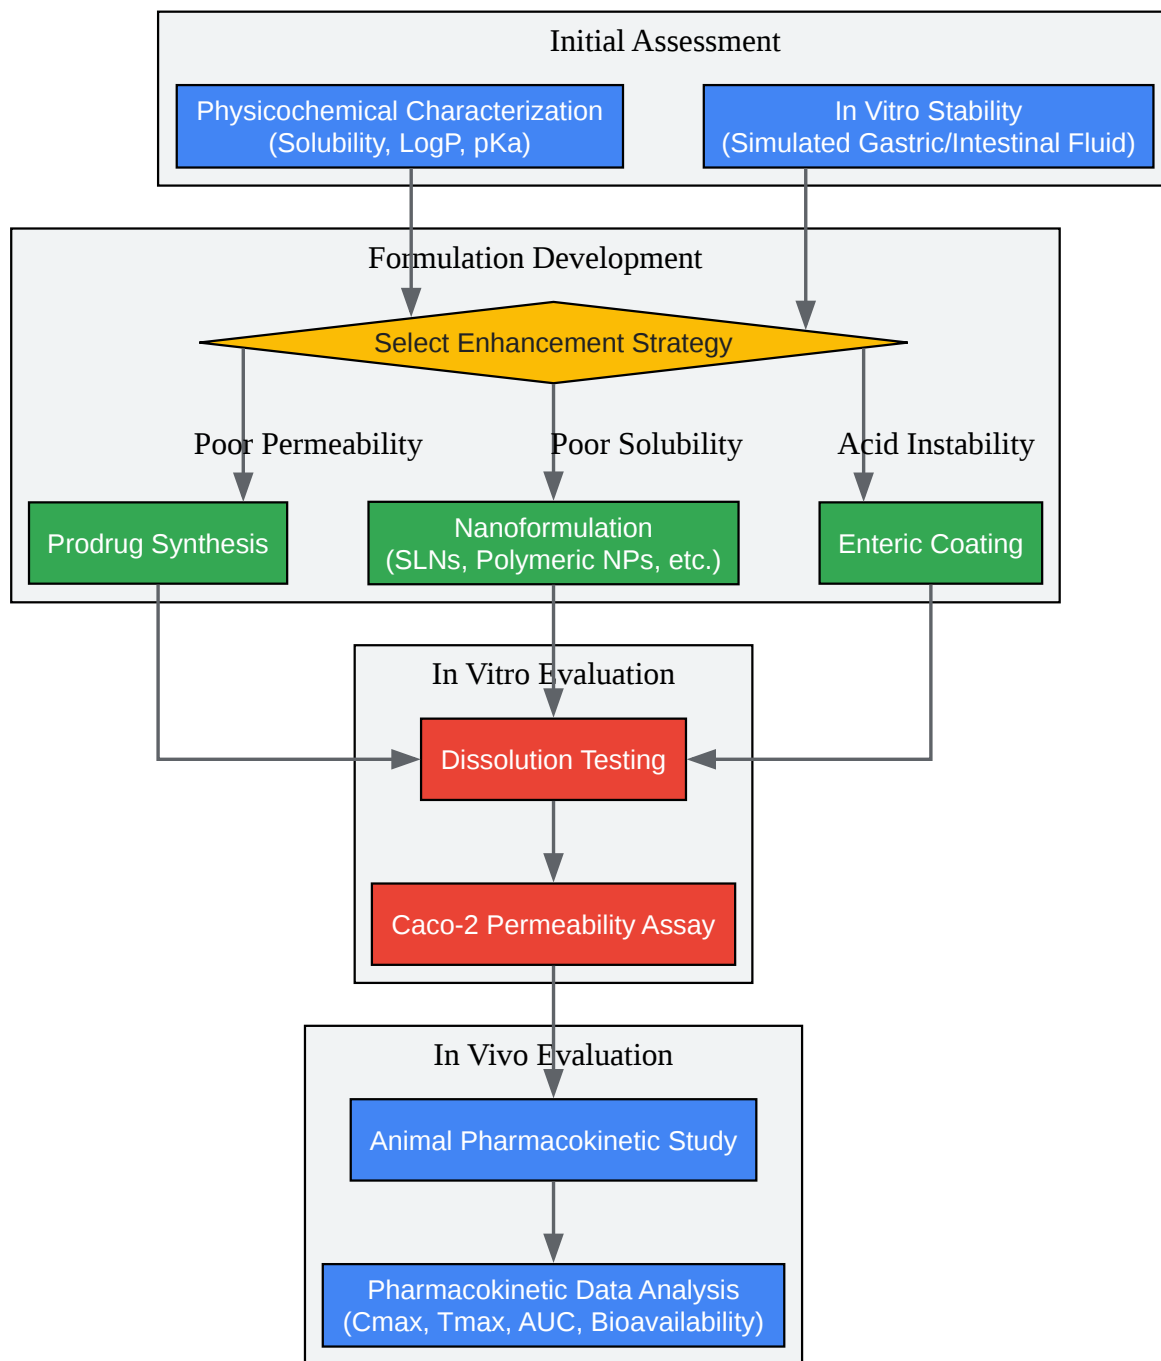 Initial Assessment
Physicochemical Characterization
(Solubility, LogP, pKa)
In Vitro Stability
(Simulated Gastric/Intestinal Fluid)
Formulation Development
Select Enhancement Strategy
Poor Permeability
Poor Solubility
Acid Instability
Prodrug Synthesis
Nanoformulation
(SLNs, Polymeric NPs, etc.)
Enteric Coating
In Vitro Evaluation
Dissolution Testing
Caco-2 Permeability Assay
In Vivo Evaluation
Animal Pharmacokinetic Study
Pharmacokinetic Data Analysis
(Cmax, Tmax, AUC, Bioavailability)